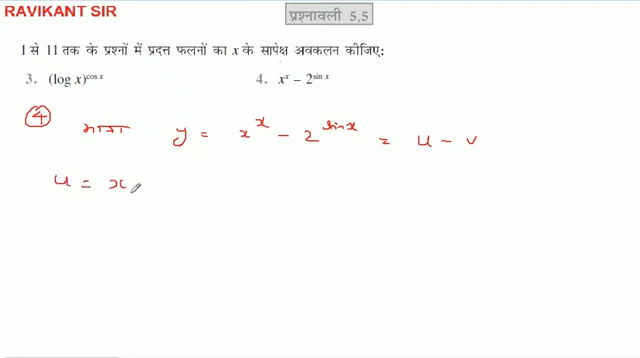 RAVIKANT SIR
प्रश्नावली 5.5
1 से 11 तक के प्रश्नों में प्रदत्त फलनों का x के सापेक्ष अवकलन कीजिए:
3. (log x)^cos x 4. x^x – 2^sin x
④ माना y = x^x – 2^sinx = u – v
u = x